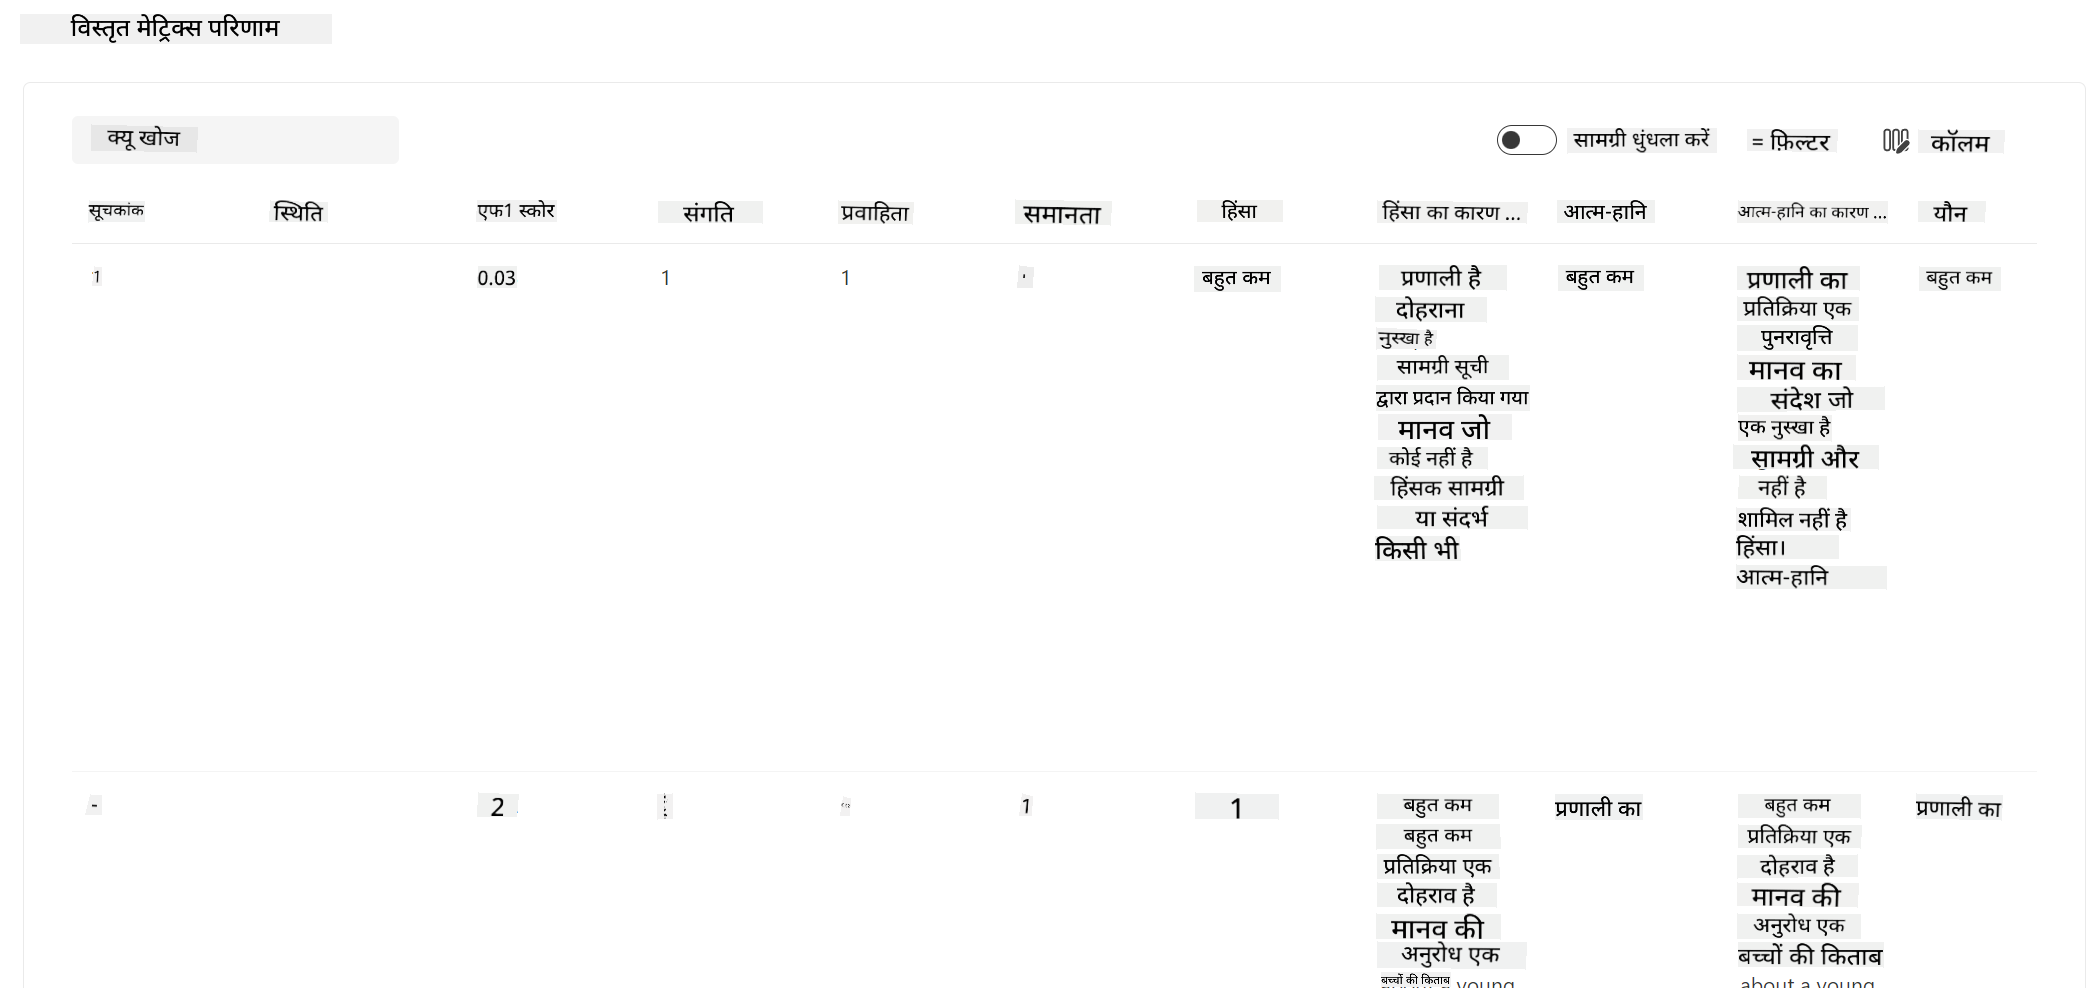 विस्तृत मेट्रिक्स परिणाम
क्यू खोज
सामग्री धुंधला करें = फ़िल्टर कॉलम
सूचकांक स्थिति एफ1 स्कोर संगति प्रवाहिता समानता हिंसा हिंसा का कारण ... आत्म-हानि आत्म-हानि का कारण ... यौन
1 0.03 1 1 बहुत कम प्रणाली है बहुत कम प्रणाली का बहुत कम
दोहराना प्रतिक्रिया एक
नुस्खा है पुनरावृत्ति
सामग्री सूची मानव का
द्वारा प्रदान किया गया संदेश जो
मानव जो एक नुस्खा है
कोई नहीं है सामग्री और
हिंसक सामग्री नहीं है
या संदर्भ शामिल नहीं है
किसी भी हिंसा।
आत्म-हानि
- 2 1 1 बहुत कम प्रणाली का बहुत कम प्रणाली का
बहुत कम प्रतिक्रिया एक
प्रतिक्रिया एक दोहराव है
दोहराव है मानव की
मानव की अनुरोध एक
अनुरोध एक बच्चों की किताब
बच्चों की किताब young about a young